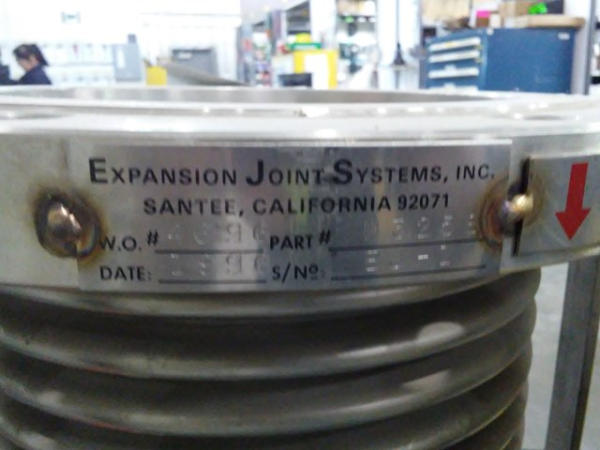 EXPANSION JOINT SYSTEMS, INC.
SANTEE, CALIFORNIA 92071
W.O. # PART #
DATE: S/Nº: